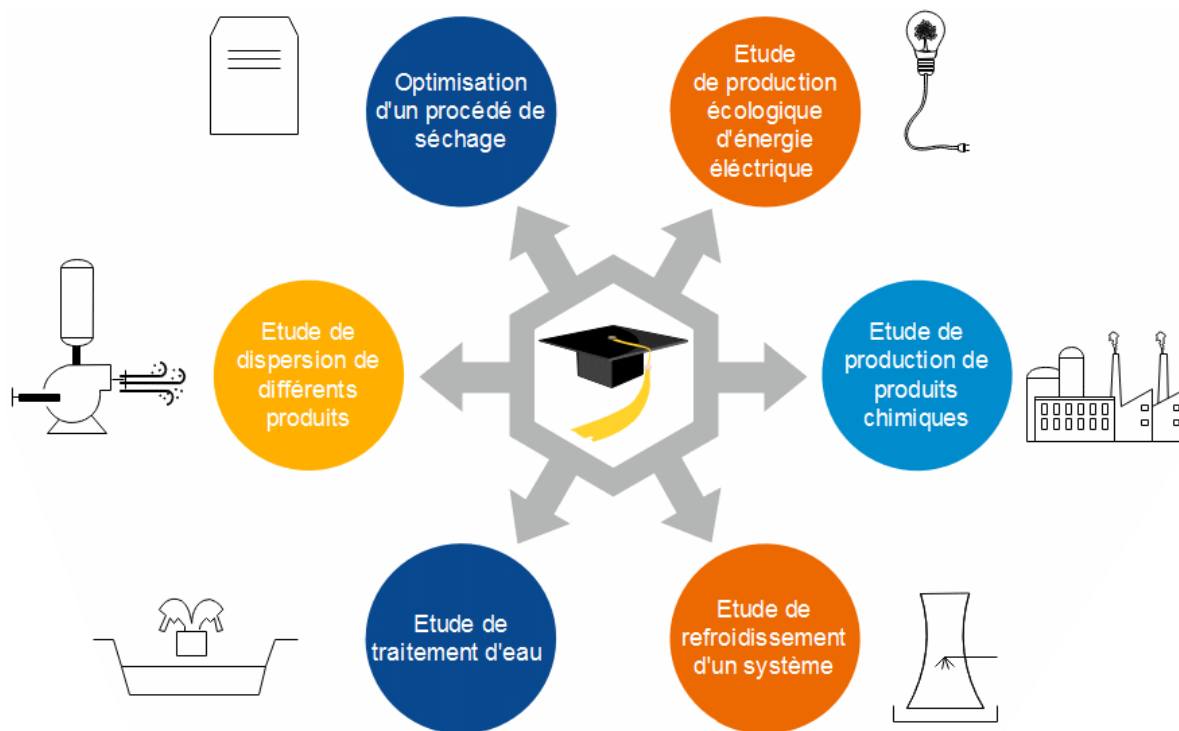 Optimisation
d'un procédé de
séchage
Etude
de production
écologique
d'énergie
éléctrique
Etude de
dispersion de
différents
produits
Etude de
production de
produits
chimiques
Etude de
traitement d'eau
Etude de
refroidissement
d'un système